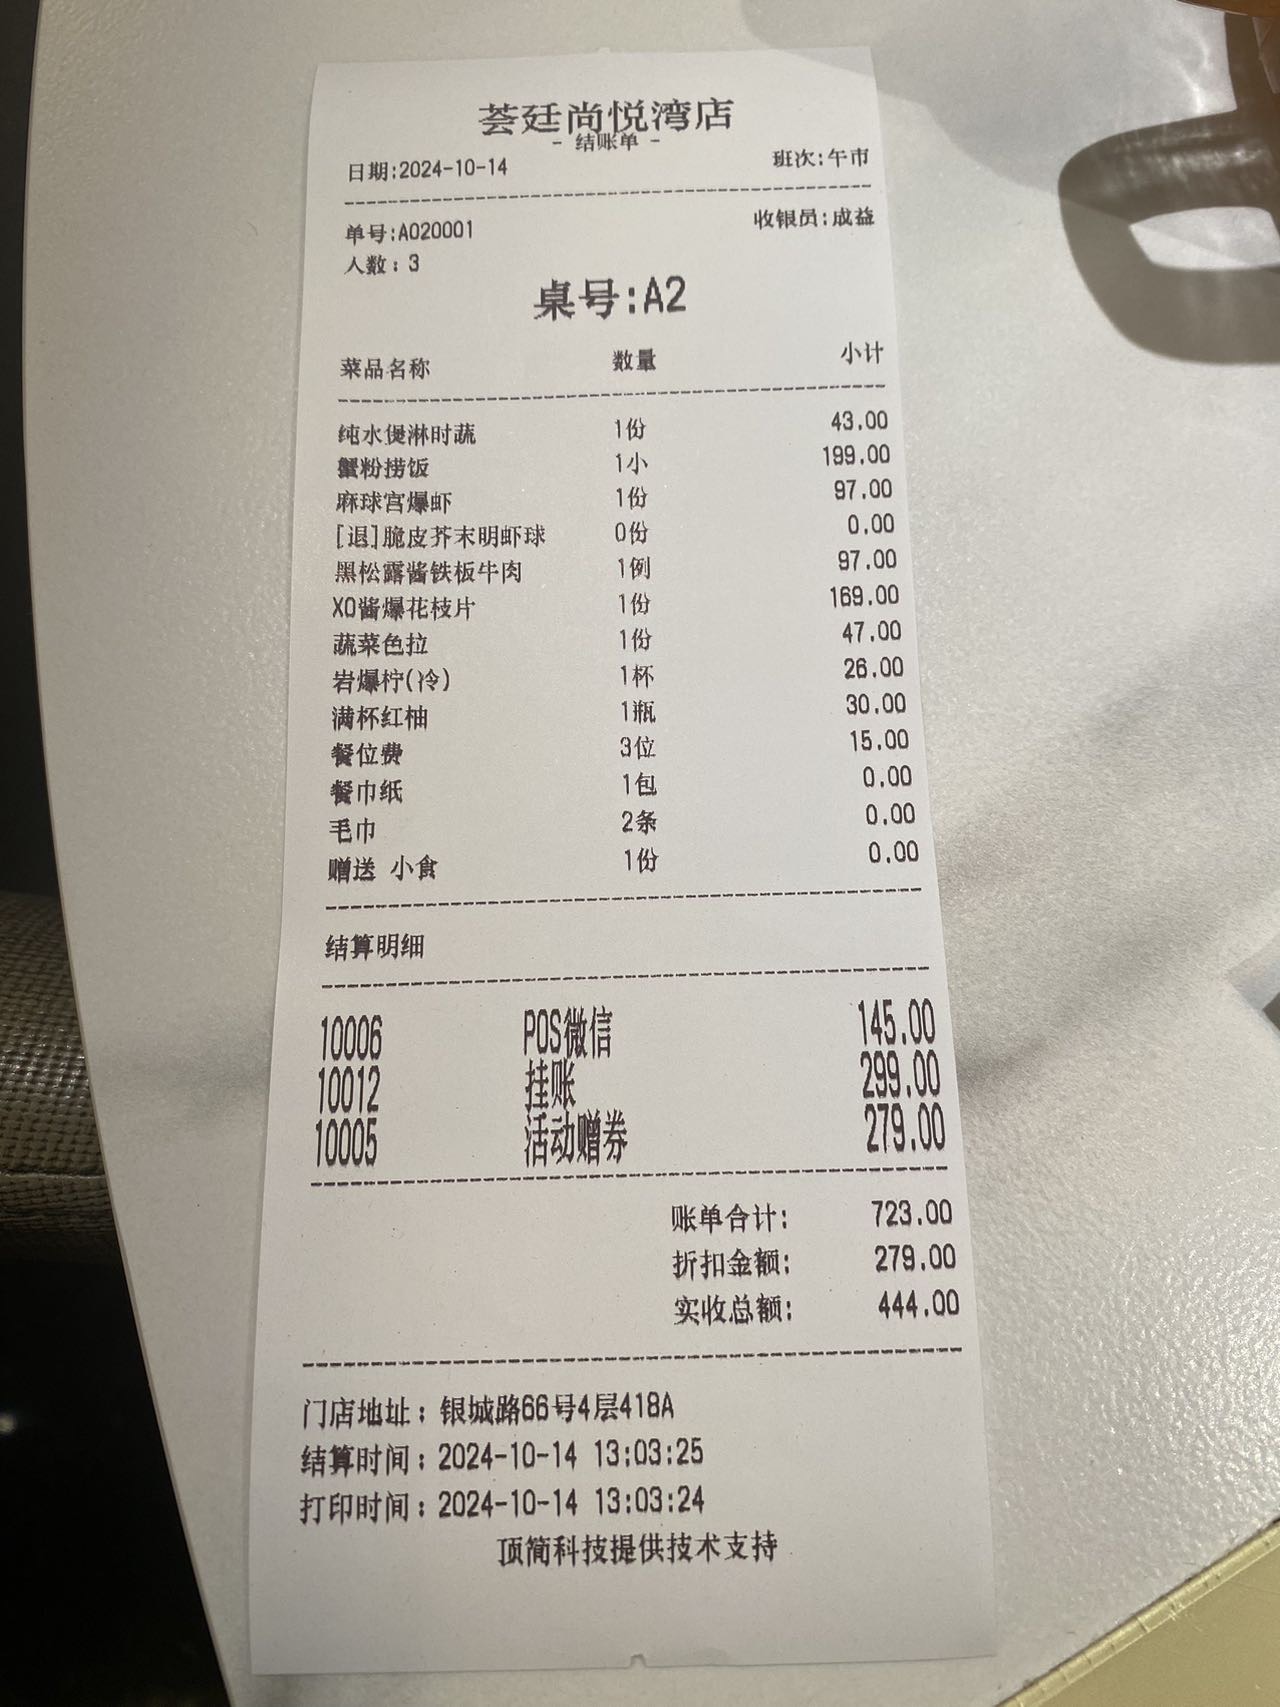 荟廷尚悦湾店
- 结账单 -
日期:2024-10-14 班次:午市
单号:A020001 收银员:成益
人数：3
桌号:A2
菜品名称 数量 小计
纯水煲淋时蔬 1份 43.00
蟹粉捞饭 1小 199.00
麻球宫爆虾 1份 97.00
[退]脆皮芥末明虾球 0份 0.00
黑松露酱铁板牛肉 1例 97.00
XO酱爆花枝片 1份 169.00
蔬菜色拉 1份 47.00
岩爆柠(冷) 1杯 26.00
满杯红柚 1瓶 30.00
餐位费 3位 15.00
餐巾纸 1包 0.00
毛巾 2条 0.00
赠送 小食 1份 0.00
结算明细
10006 POS微信 145.00
10012 挂账 299.00
10005 活动赠券 279.00
账单合计: 723.00
折扣金额: 279.00
实收总额: 444.00
门店地址：银城路66号4层418A
结算时间：2024-10-14 13:03:25
打印时间：2024-10-14 13:03:24
顶简科技提供技术支持